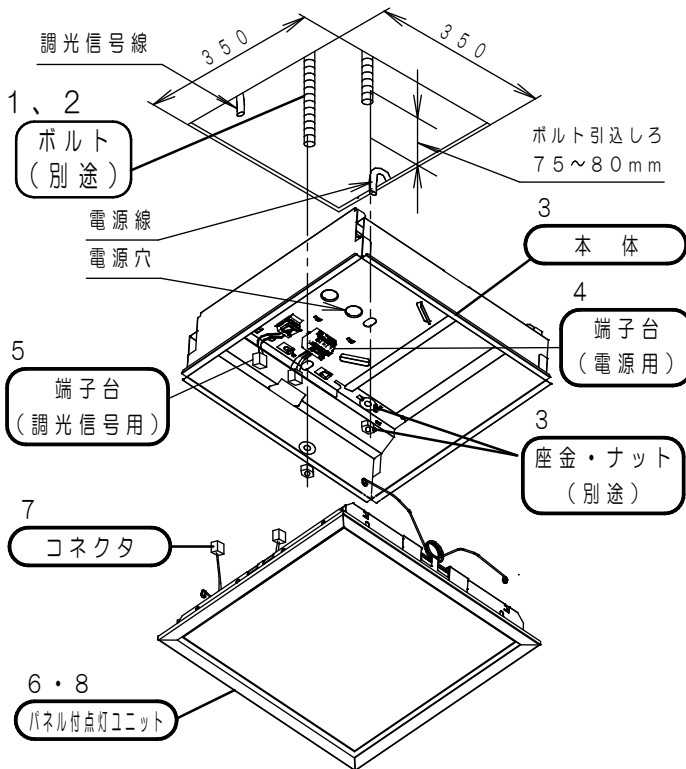 350
350
調光信号線
1、2
ボルト
(別途)
ボルト引込しろ
75~80mm
電源線
電源穴
3
本 体
4
端子台
(電源用)
5
端子台
(調光信号用)
3
座金・ナット
(別途)
7
コネクタ
6・8
パネル付点灯ユニット